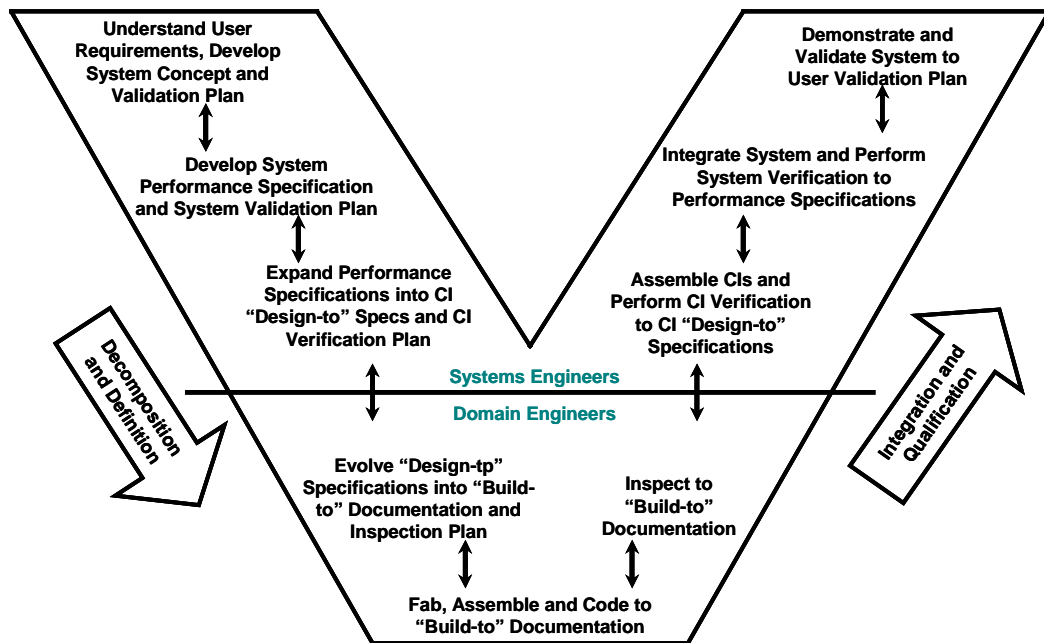 Understand User
Requirements, Develop
System Concept and
Validation Plan
Develop System
Performance Specification
and System Validation Plan
Expand Performance
Specifications into CI
“Design-to” Specs and CI
Verification Plan
Decomposition
and Definition
Systems Engineers
Domain Engineers
Evolve “Design-tp”
Specifications into “Build-
to” Documentation and
Inspection Plan
Fab, Assemble and Code to
“Build-to” Documentation
Inspect to
“Build-to”
Documentation
Assemble CIs and
Perform CI Verification
to CI “Design-to”
Specifications
Integrate System and Perform
System Verification to
Performance Specifications
Demonstrate and
Validate System to
User Validation Plan
Integration and
Qualification